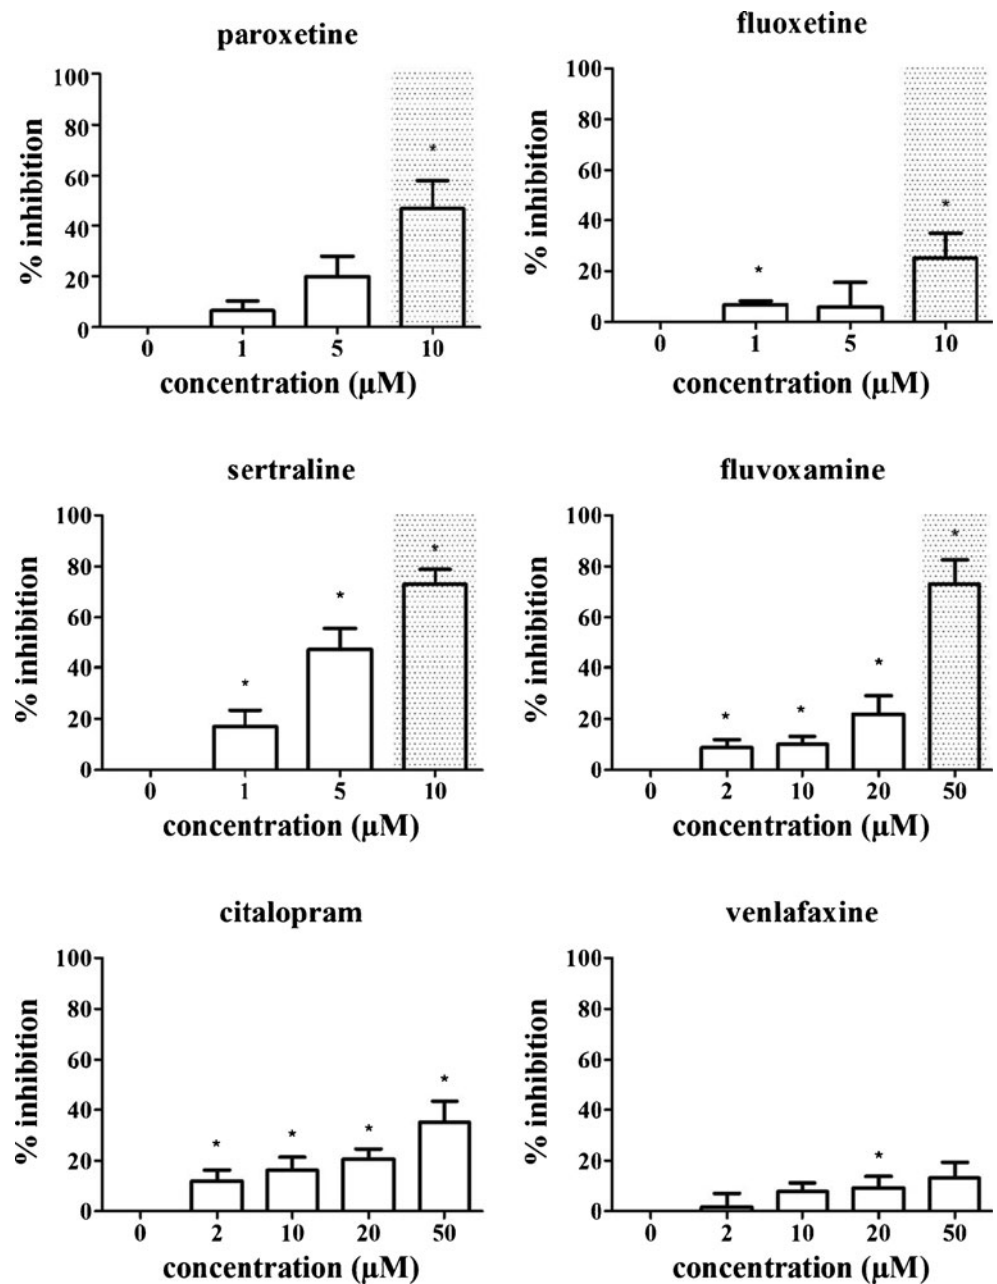 paroxetine
% inhibition
100
80
60
40
20
0
*
0 1 5 10
concentration (µM)
fluoxetine
% inhibition
100
80
60
40
20
0
* *
0 1 5 10
concentration (µM)
sertraline
% inhibition
100
80
60
40
20
0
* * *
0 1 5 10
concentration (µM)
fluvoxamine
% inhibition
100
80
60
40
20
0
* * * *
0 2 10 20 50
concentration (µM)
citalopram
% inhibition
100
80
60
40
20
0
* * * *
0 2 10 20 50
concentration (µM)
venlafaxine
% inhibition
100
80
60
40
20
0
*
0 2 10 20 50
concentration (µM)